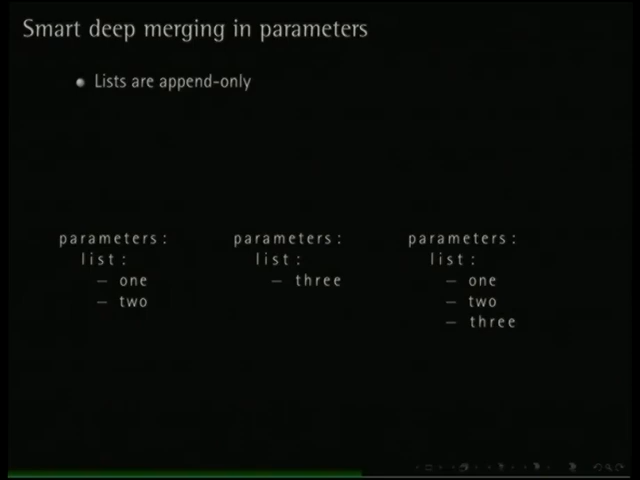 Smart deep merging in parameters
Lists are append-only
parameters:
list:
– one
– two
parameters:
list:
– three
parameters:
list:
– one
– two
– three